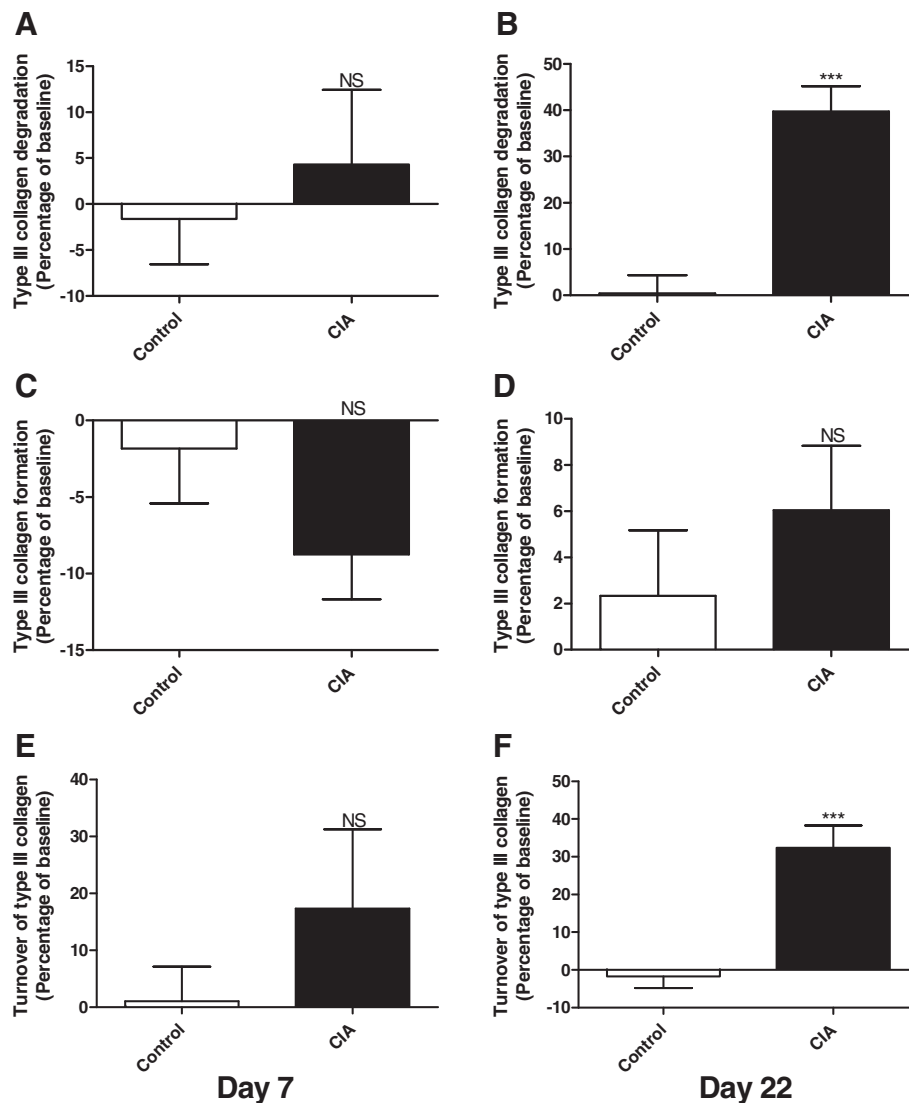 A
Type III collagen degradation
(Percentage of baseline)
15
10
5
0
-5
-10
NS
Control
CIA
B
Type III collagen degradation
(Percentage of baseline)
50
40
30
20
10
0
***
Control
CIA
C
Type III collagen formation
(Percentage of baseline)
0
-5
-10
-15
NS
Control
CIA
D
Type III collagen formation
(Percentage of baseline)
10
8
6
4
2
0
NS
Control
CIA
E
Turnover of type III collagen
(Percentage of baseline)
40
30
20
10
0
NS
Control
CIA
F
Turnover of type III collagen
(Percentage of baseline)
50
40
30
20
10
0
-10
***
Control
CIA
Day 7
Day 22